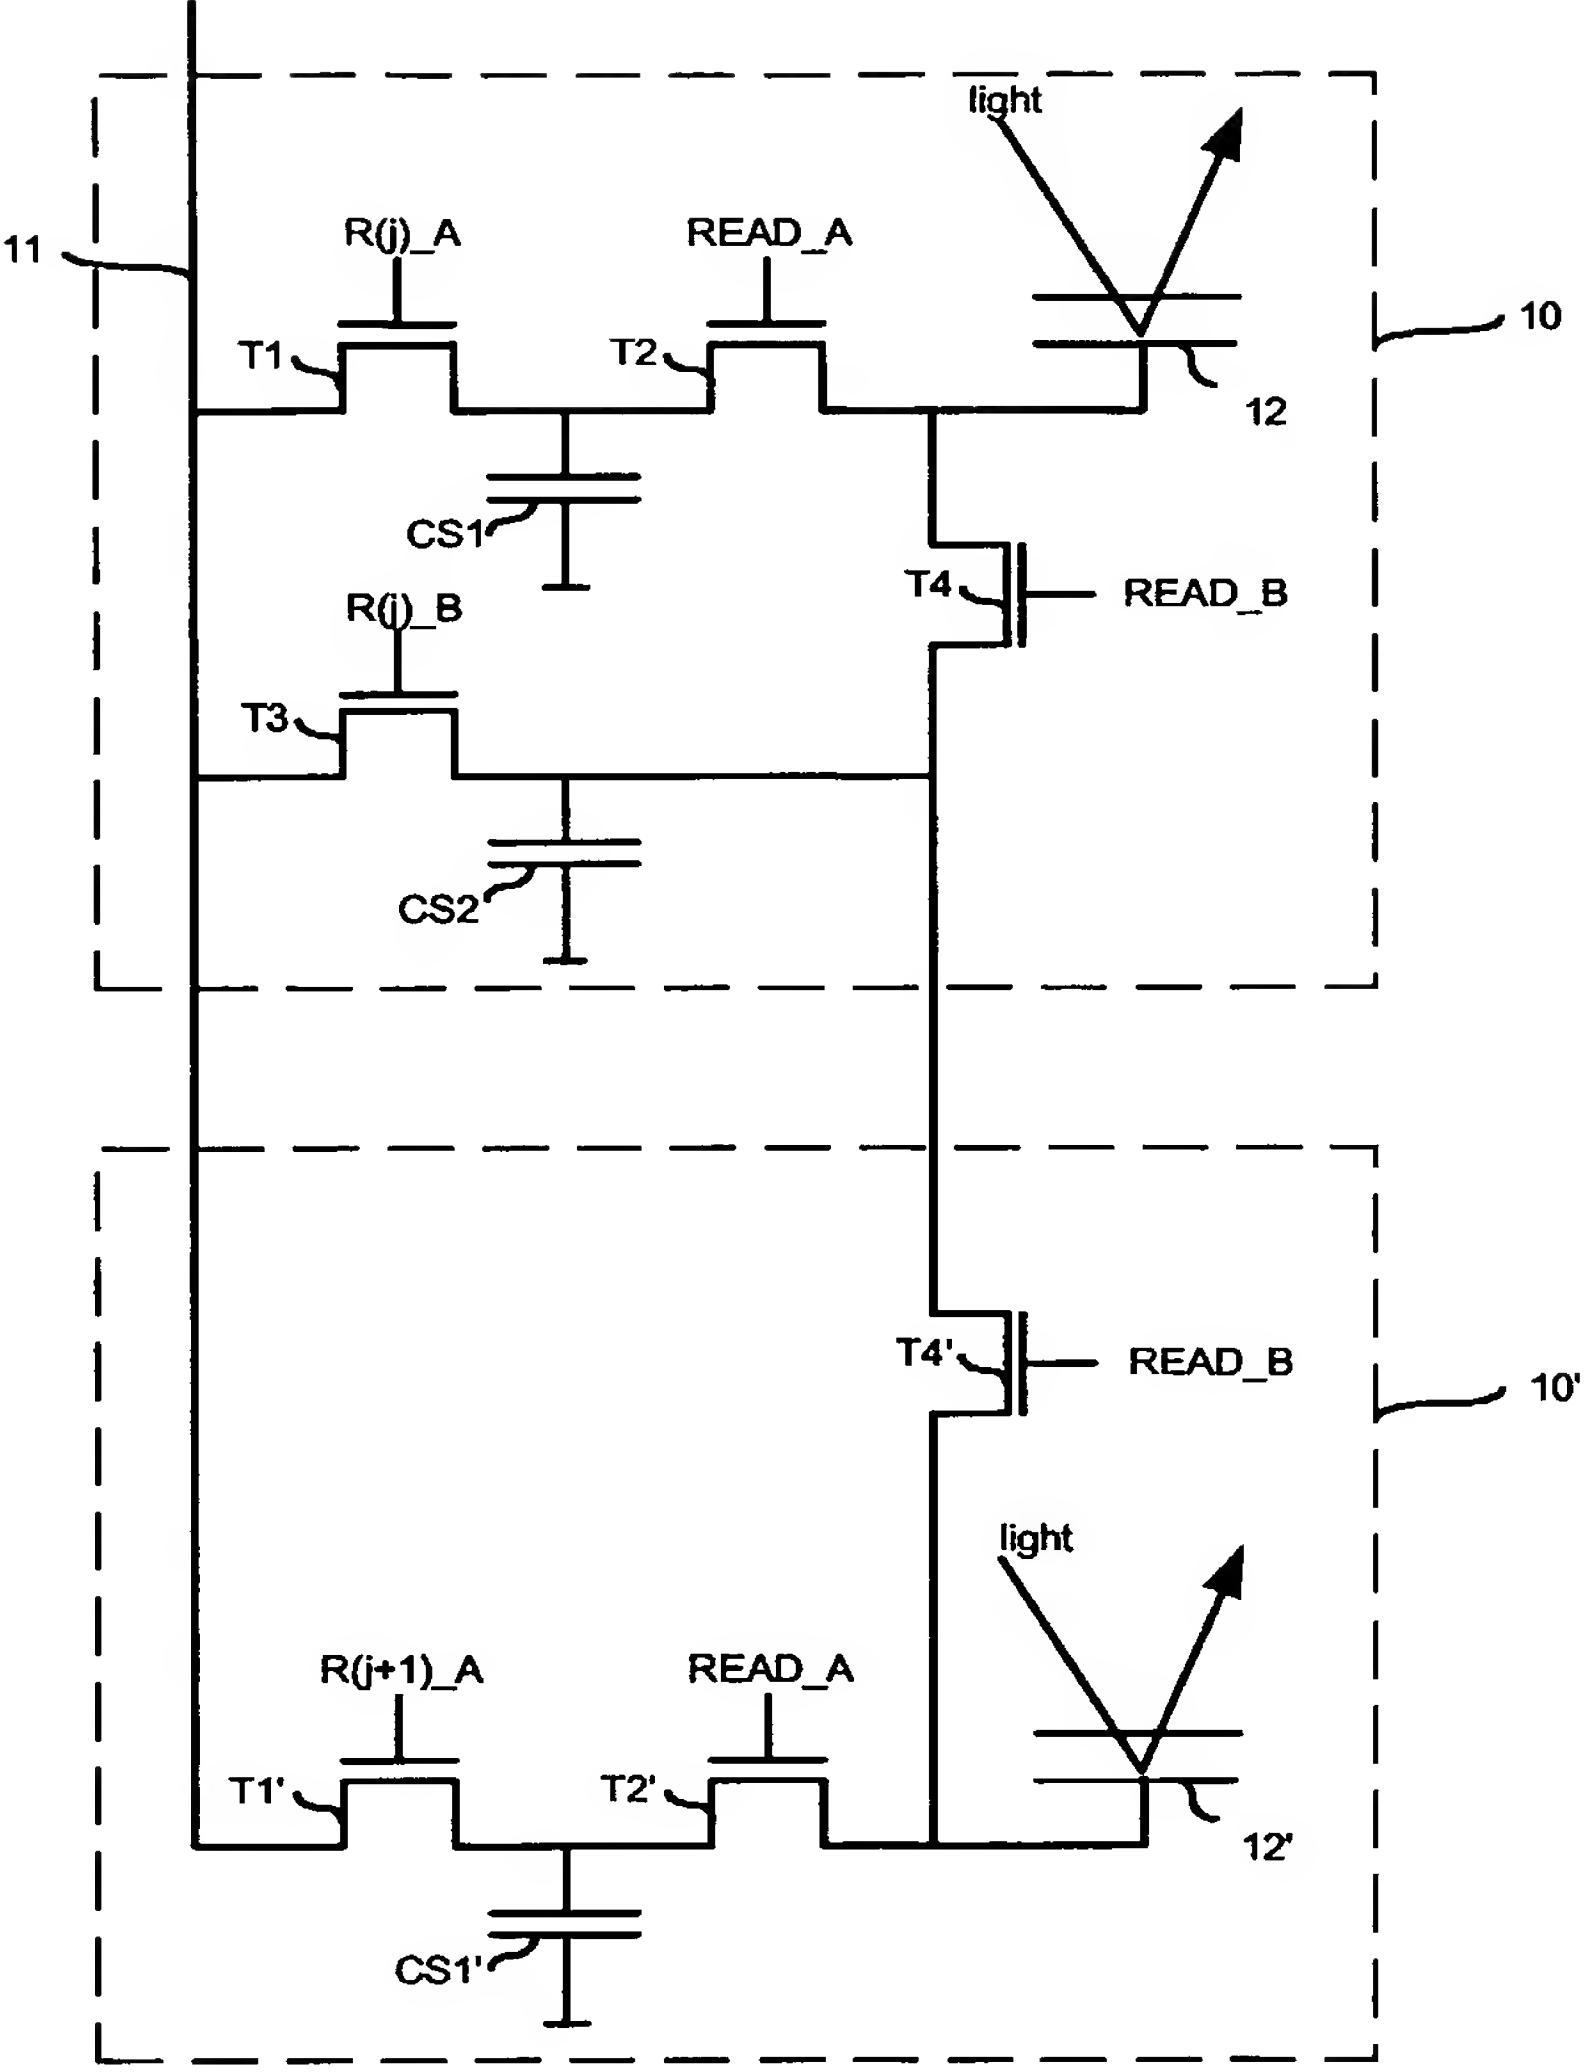 light
R(j)_A
READ_A
11
10
T1
T2
12
CS1
T4
READ_B
R(j)_B
T3
CS2
T4'
READ_B
10'
light
R(j+1)_A
READ_A
T1'
T2'
12'
CS1'